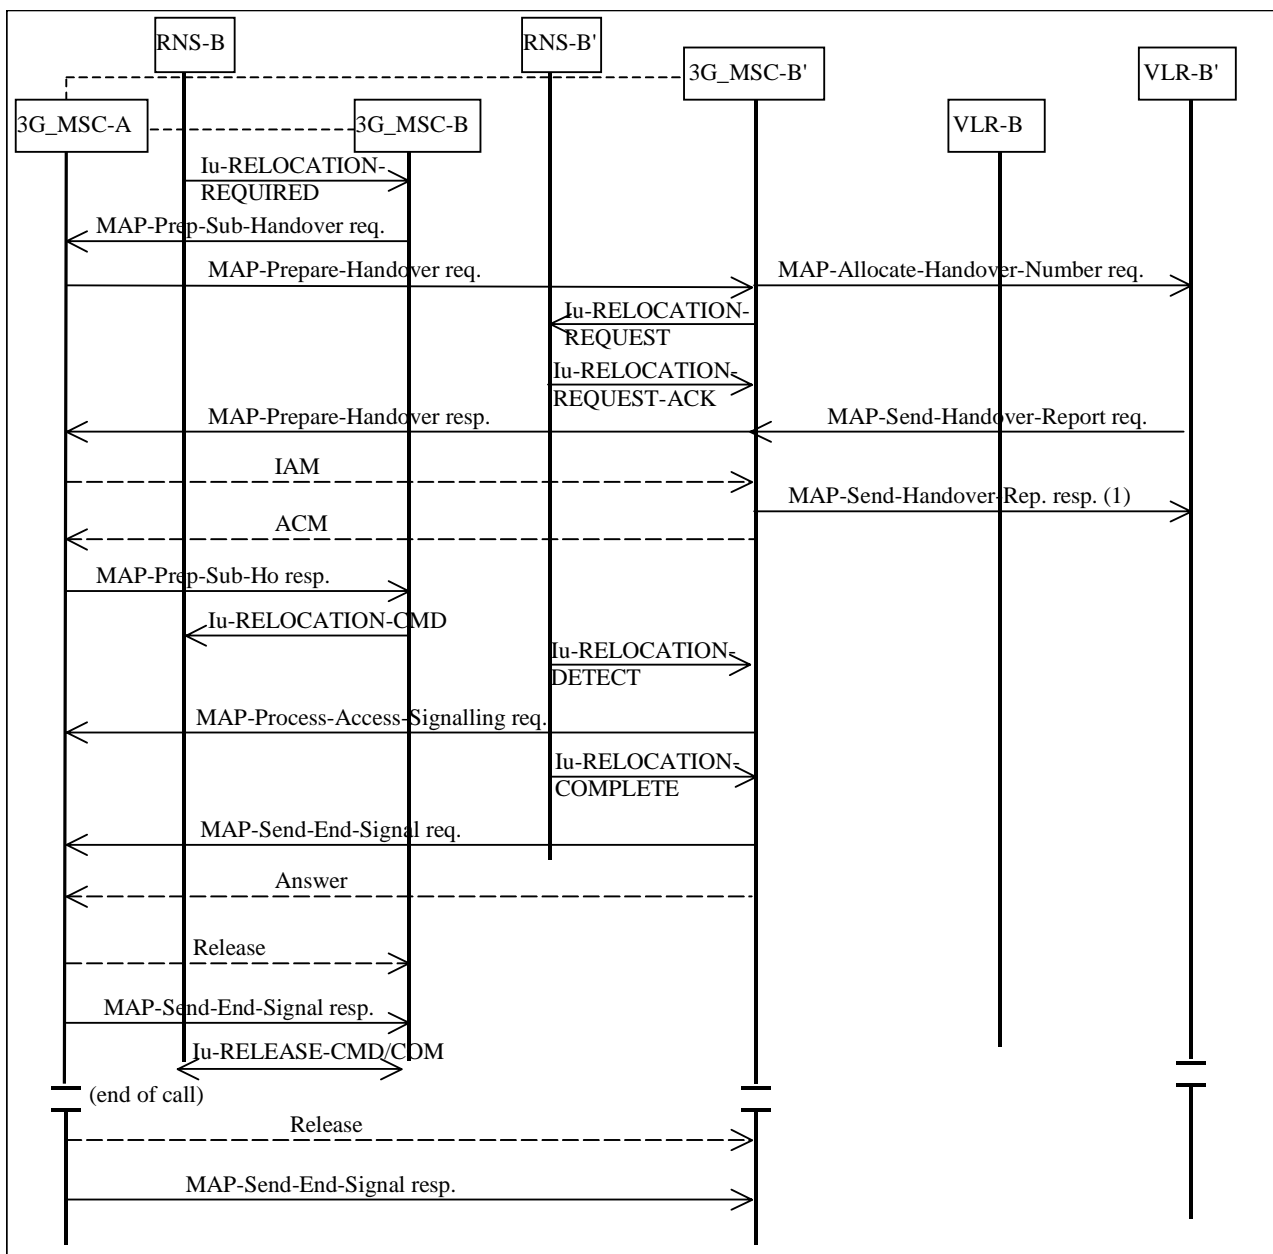 RNS-B
RNS-B'
3G_MSC-B'
VLR-B'
3G_MSC-A
3G_MSC-B
VLR-B
Iu-RELOCATION-
REQUIRED
MAP-Prep-Sub-Handover req.
MAP-Prepare-Handover req.
MAP-Allocate-Handover-Number req.
Iu-RELOCATION-
REQUEST
Iu-RELOCATION-
REQUEST-ACK
MAP-Prepare-Handover resp.
MAP-Send-Handover-Report req.
IAM
MAP-Send-Handover-Rep. resp. (1)
ACM
MAP-Prep-Sub-Ho resp.
Iu-RELOCATION-CMD
Iu-RELOCATION-
DETECT
MAP-Process-Access-Signalling req.
Iu-RELOCATION-
COMPLETE
MAP-Send-End-Signal req.
Answer
Release
MAP-Send-End-Signal resp.
Iu-RELEASE-CMD/COM
(end of call)
Release
MAP-Send-End-Signal resp.